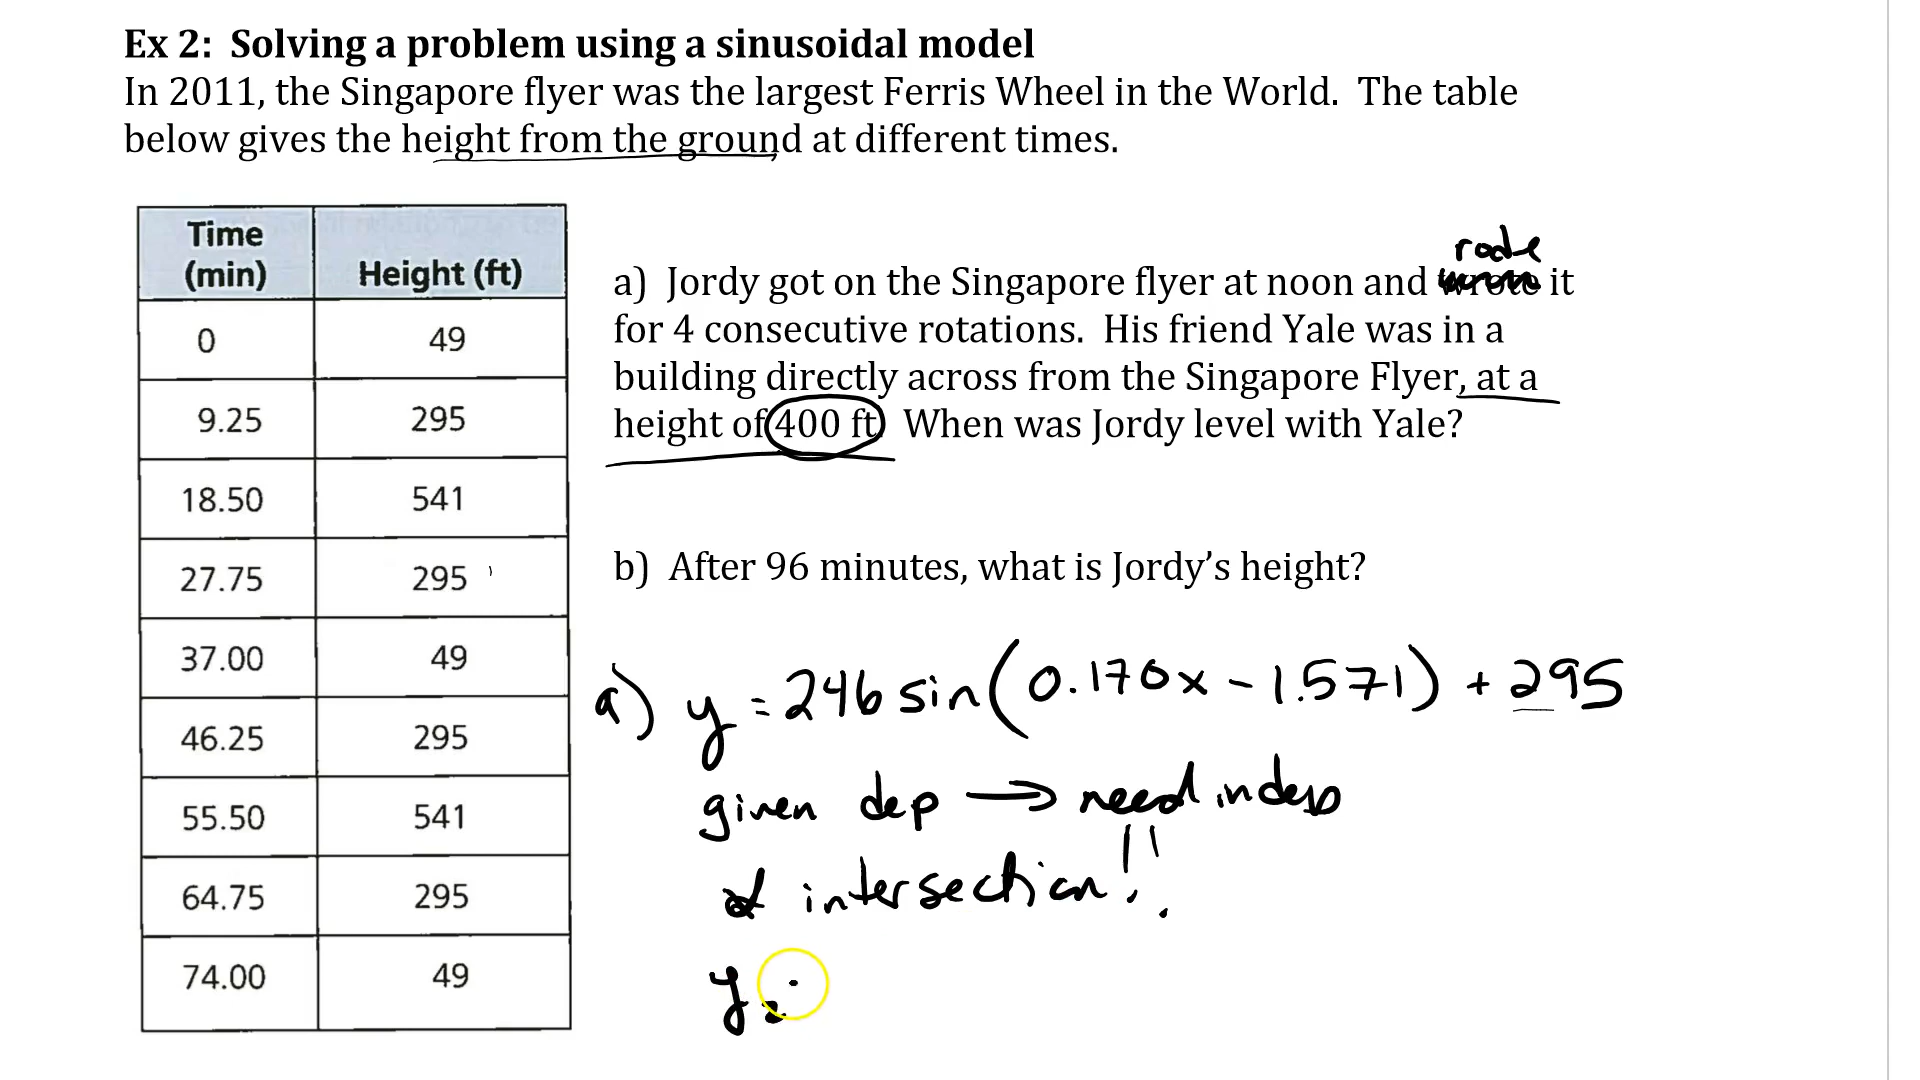 Ex 2: Solving a problem using a sinusoidal model
In 2011, the Singapore flyer was the largest Ferris Wheel in the World. The table
below gives the height from the ground at different times.
Time (min) Height (ft)
0 49
9.25 295
18.50 541
27.75 295
37.00 49
46.25 295
55.50 541
64.75 295
74.00 49
rode
a) Jordy got on the Singapore flyer at noon and wrote it
for 4 consecutive rotations. His friend Yale was in a
building directly across from the Singapore Flyer, at a
height of 400 ft. When was Jordy level with Yale?
b) After 96 minutes, what is Jordy’s height?
a) y = 246 sin(0.170x - 1.571) + 295
given dep → need indep
intersection!!
y=